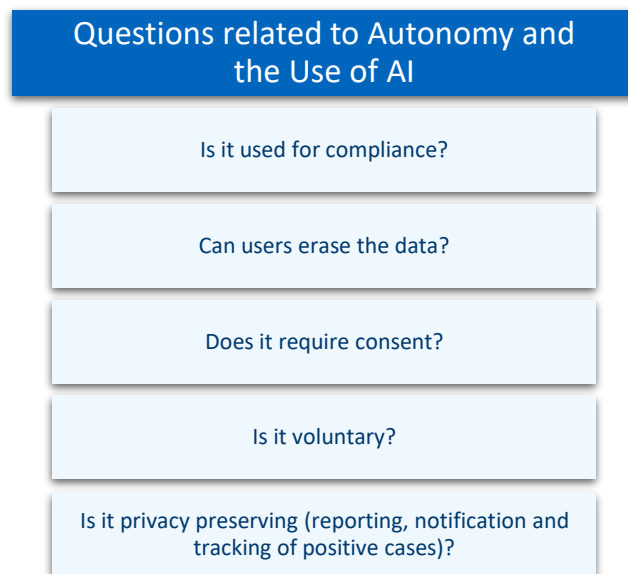 Questions related to Autonomy and
the Use of AI
Is it used for compliance?
Can users erase the data?
Does it require consent?
Is it voluntary?
Is it privacy preserving (reporting, notification and
tracking of positive cases)?